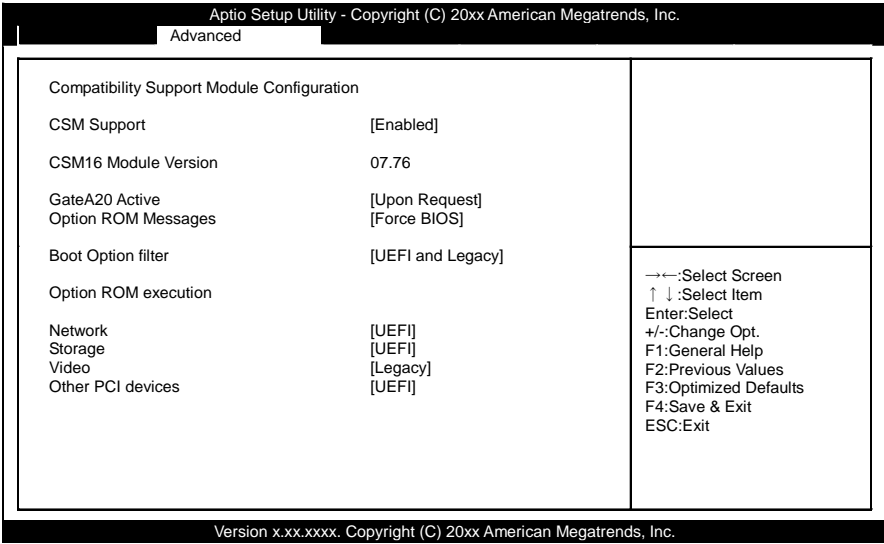 Aptio Setup Utility - Copyright (C) 20xx American Megatrends, Inc.
Advanced
Compatibility Support Module Configuration
CSM Support [Enabled]
CSM16 Module Version 07.76
GateA20 Active [Upon Request]
Option ROM Messages [Force BIOS]
Boot Option filter [UEFI and Legacy]
Option ROM execution
Network [UEFI]
Storage [UEFI]
Video [Legacy]
Other PCI devices [UEFI]
→←:Select Screen
↑↓:Select Item
Enter:Select
+/-:Change Opt.
F1:General Help
F2:Previous Values
F3:Optimized Defaults
F4:Save & Exit
ESC:Exit
Version x.xx.xxxx. Copyright (C) 20xx American Megatrends, Inc.